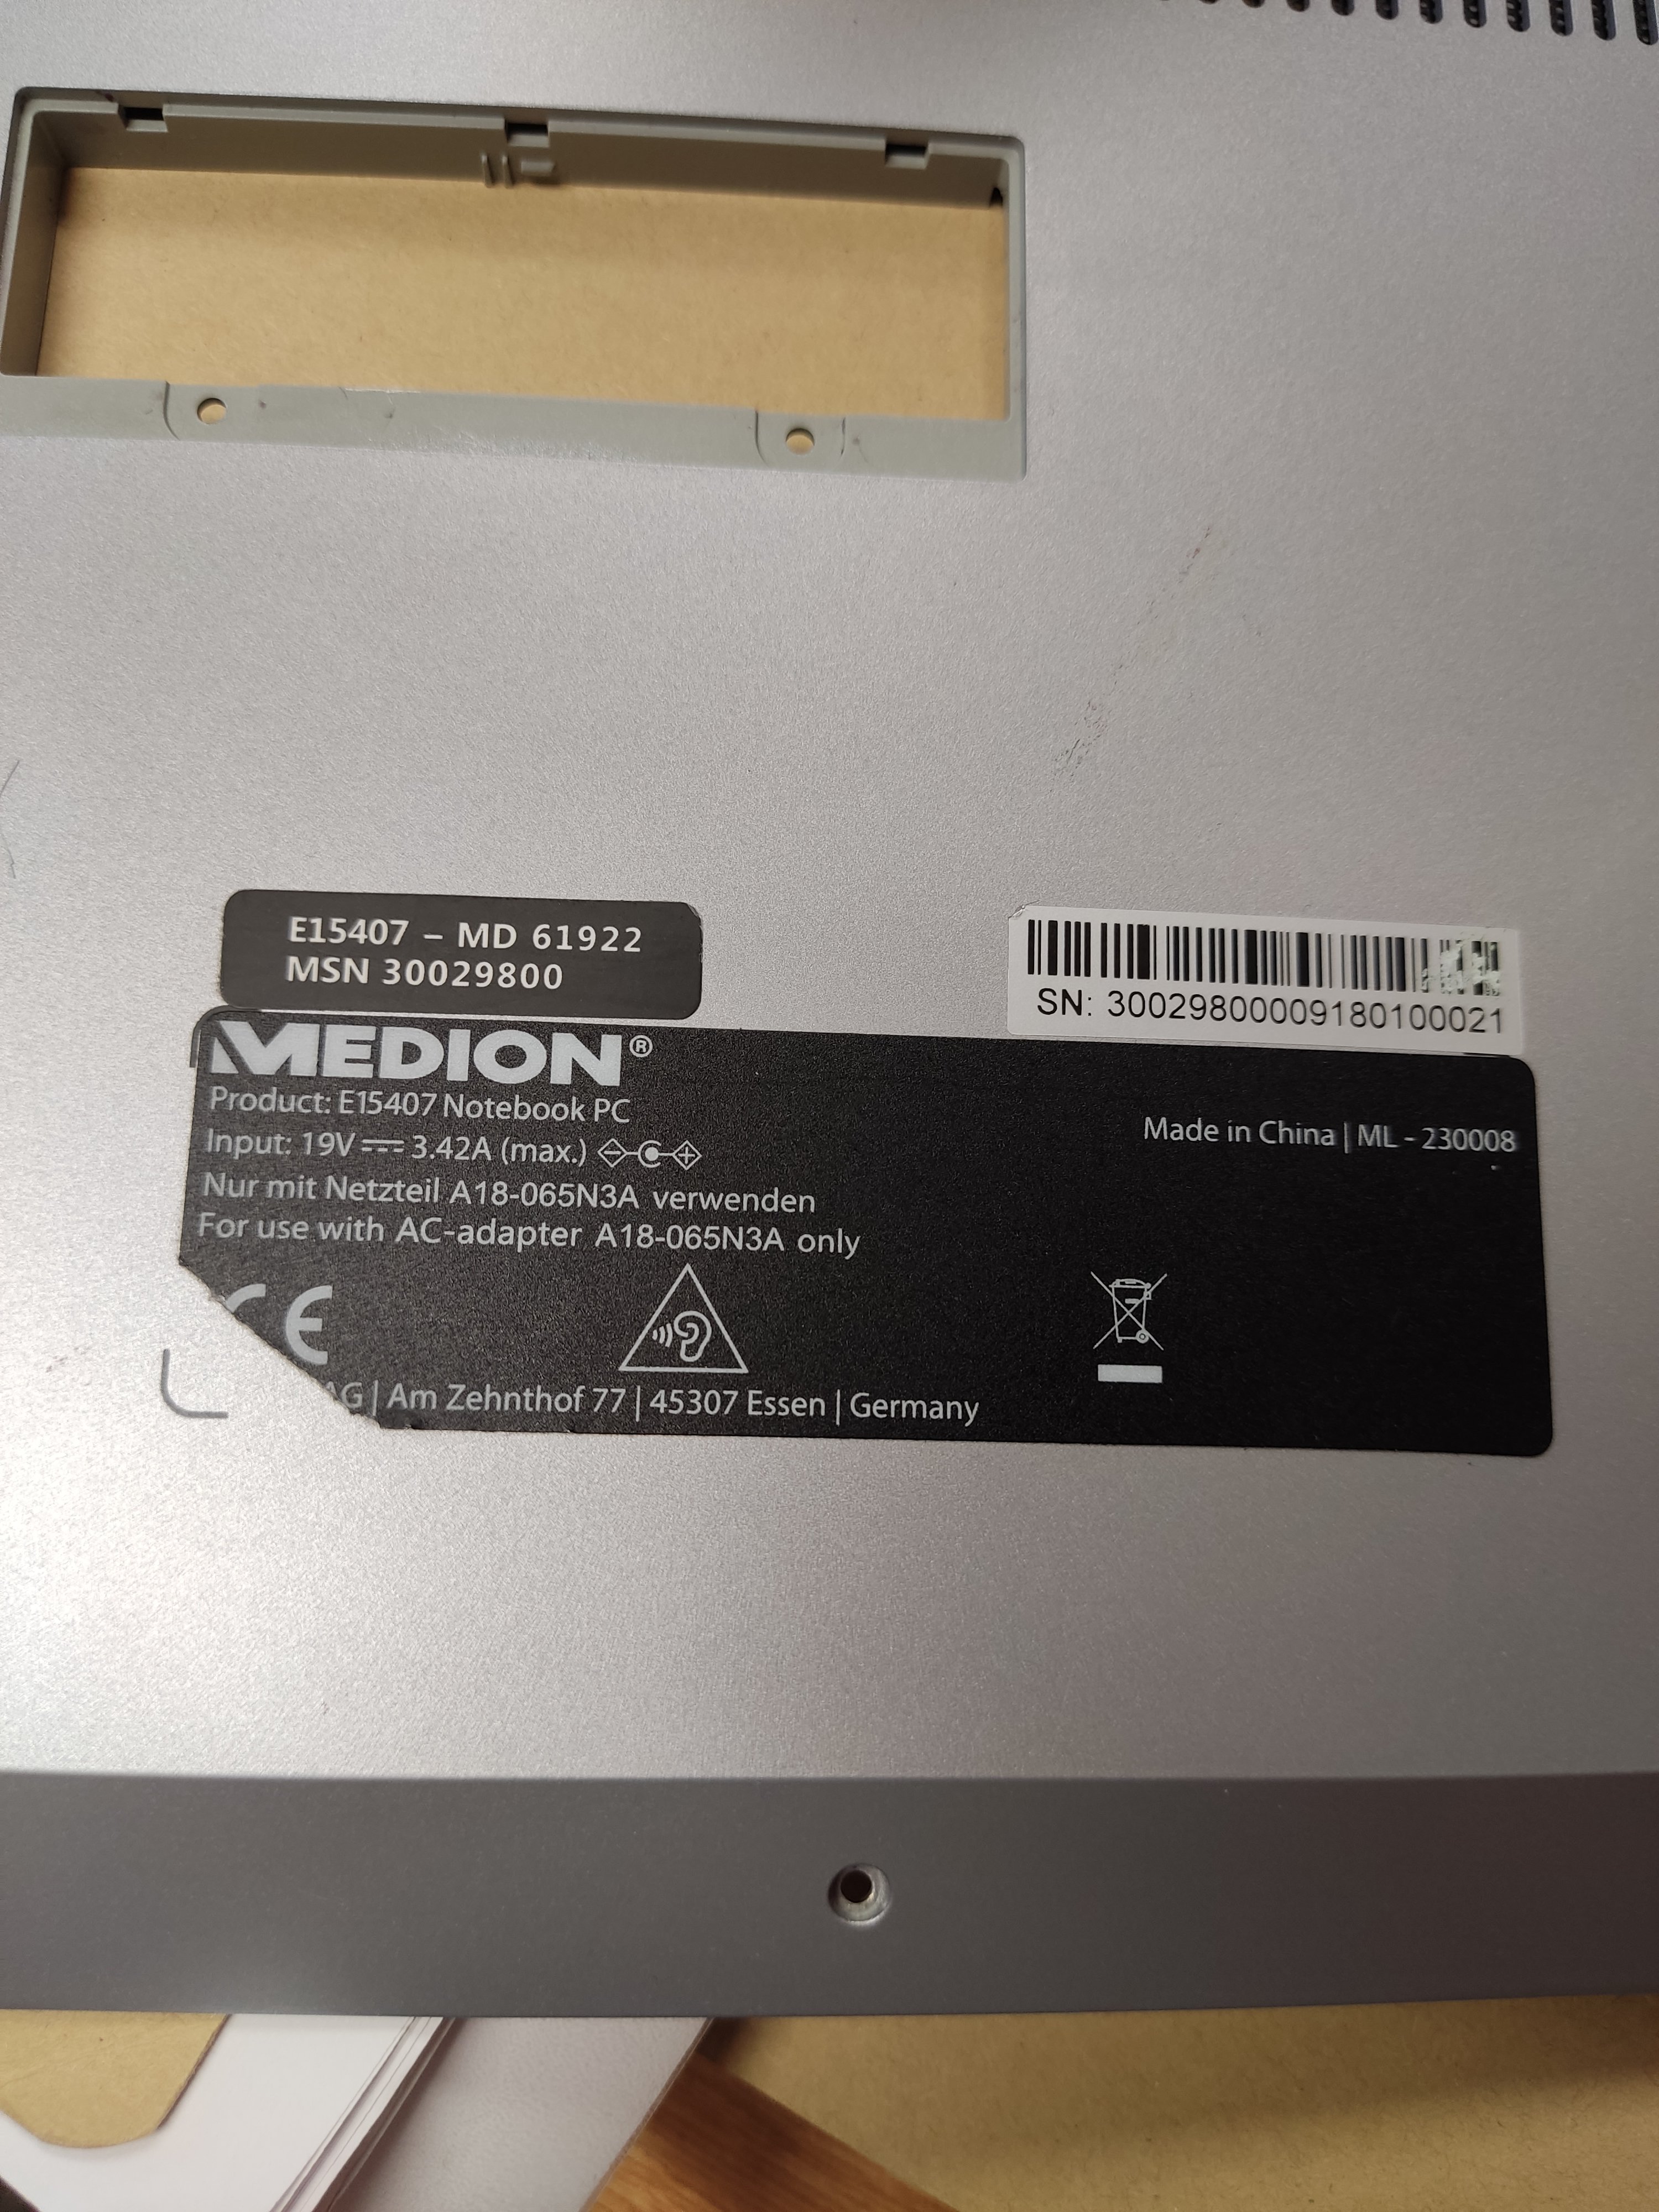 E15407 – MD 61922
MSN 30029800
SN: 30029800009180100021
MEDION®
Product: E15407 Notebook PC
Input: 19V ⎓ 3.42A (max.)
Made in China | ML - 230008
Nur mit Netzteil A18-065N3A verwenden
For use with AC-adapter A18-065N3A only
CE
AG | Am Zehnthof 77 | 45307 Essen | Germany